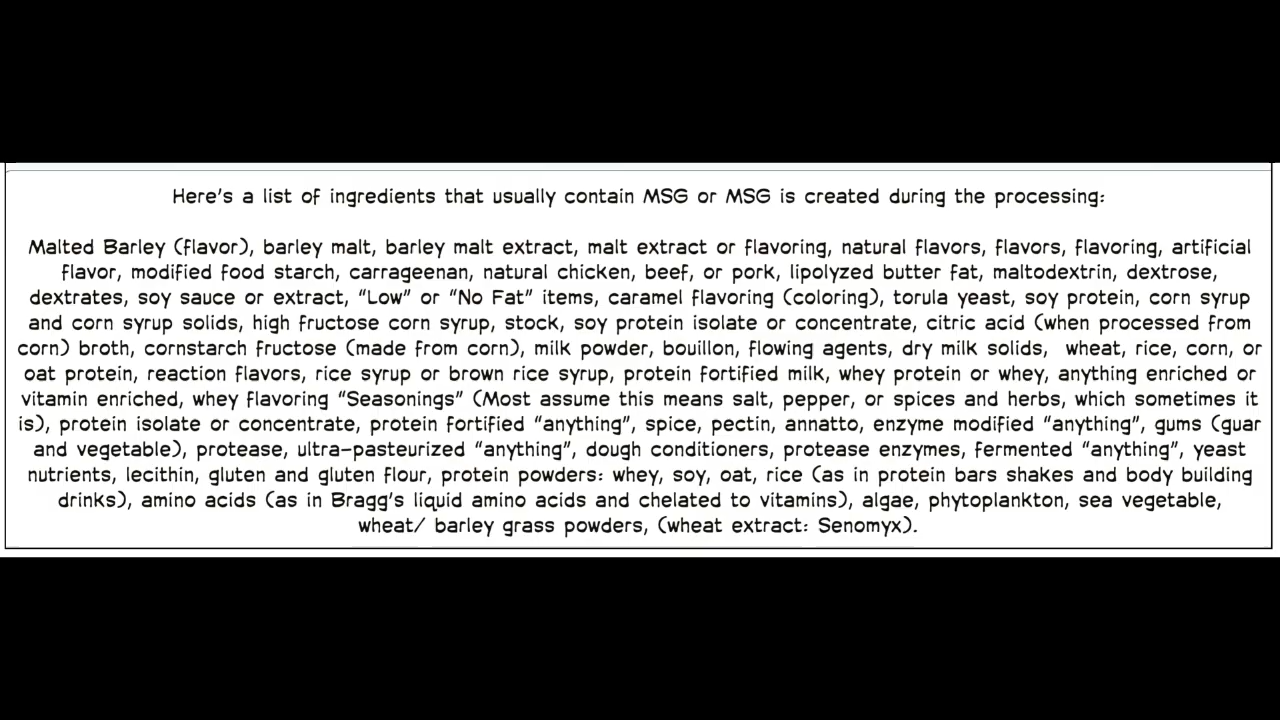 Here's a list of ingredients that usually contain MSG or MSG is created during the processing:
Malted Barley (flavor), barley malt, barley malt extract, malt extract or flavoring, natural flavors, flavors, flavoring, artificial
flavor, modified food starch, carrageenan, natural chicken, beef, or pork, lipolyzed butter fat, maltodextrin, dextrose,
dextrates, soy sauce or extract, “Low” or “No Fat” items, caramel flavoring (coloring), torula yeast, soy protein, corn syrup
and corn syrup solids, high fructose corn syrup, stock, soy protein isolate or concentrate, citric acid (when processed from
corn) broth, cornstarch fructose (made from corn), milk powder, bouillon, flowing agents, dry milk solids, wheat, rice, corn, or
oat protein, reaction flavors, rice syrup or brown rice syrup, protein fortified milk, whey protein or whey, anything enriched or
vitamin enriched, whey flavoring “Seasonings” (Most assume this means salt, pepper, or spices and herbs, which sometimes it
is), protein isolate or concentrate, protein fortified “anything”, spice, pectin, annatto, enzyme modified “anything”, gums (guar
and vegetable), protease, ultra-pasteurized “anything”, dough conditioners, protease enzymes, fermented “anything”, yeast
nutrients, lecithin, gluten and gluten flour, protein powders: whey, soy, oat, rice (as in protein bars shakes and body building
drinks), amino acids (as in Bragg's liquid amino acids and chelated to vitamins), algae, phytoplankton, sea vegetable,
wheat/ barley grass powders, (wheat extract: Senomyx).